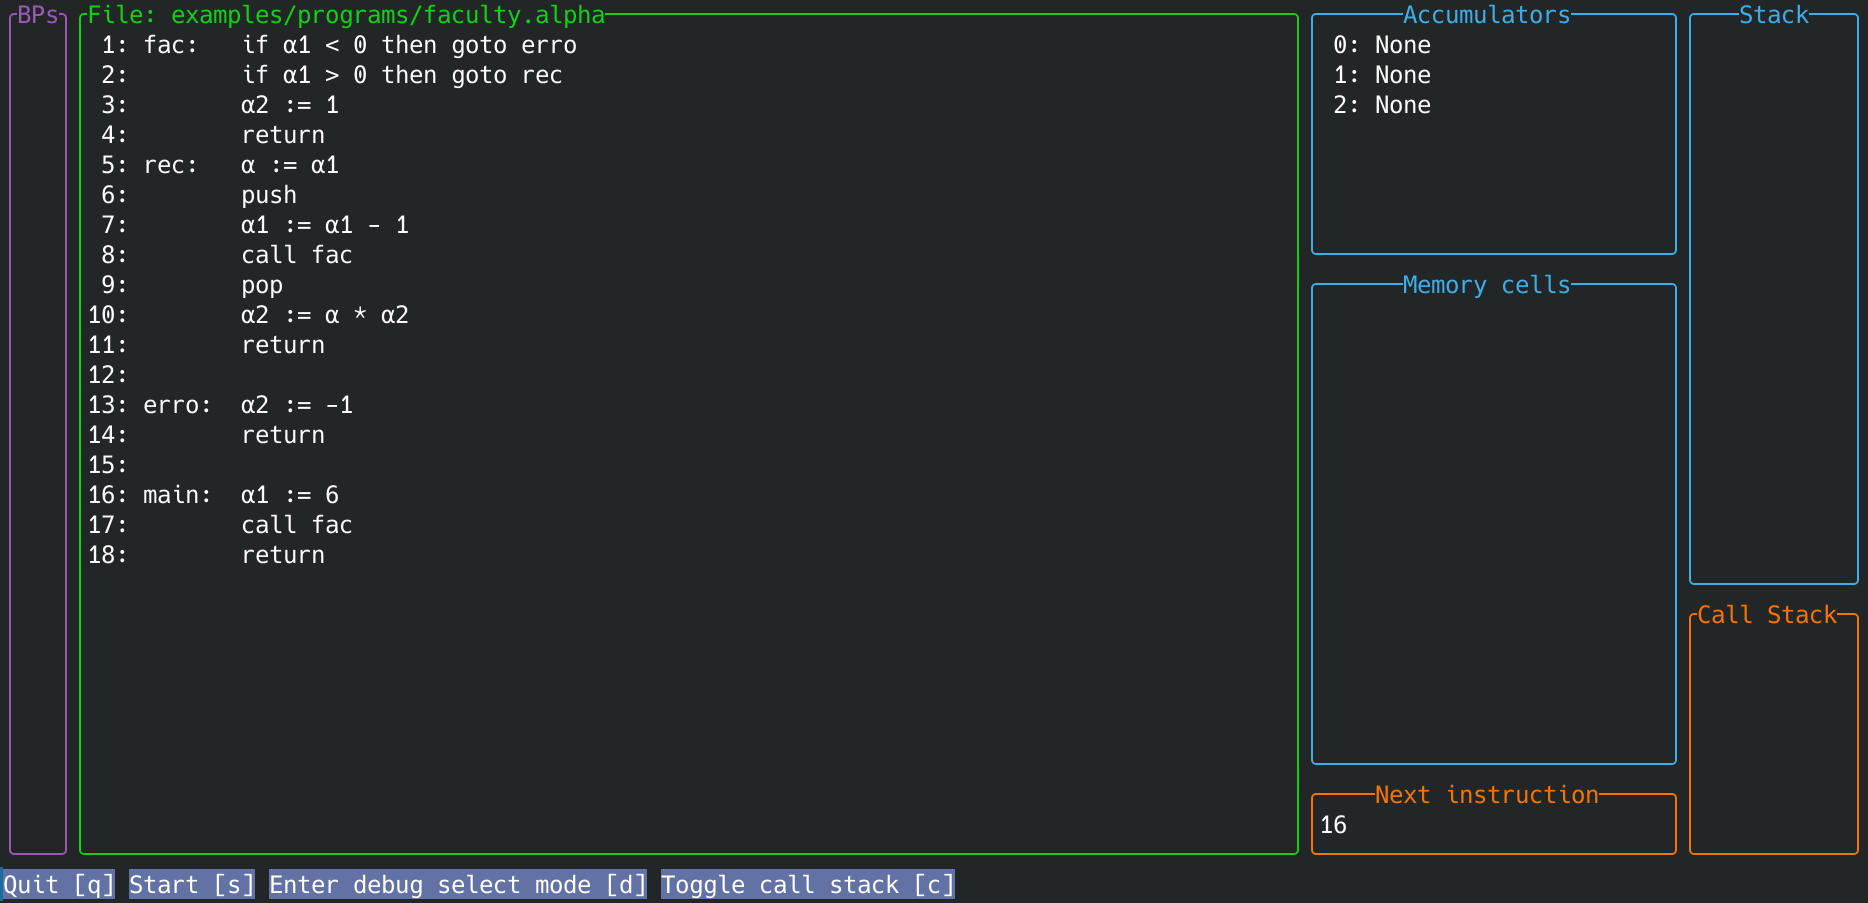 BPs
File: examples/programs/faculty.alpha
1: fac:   if α1 < 0 then goto erro
2:        if α1 > 0 then goto rec
3:        α2 := 1
4:        return
5: rec:   α := α1
6:        push
7:        α1 := α1 - 1
8:        call fac
9:        pop
10:        α2 := α * α2
11:        return
12:
13: erro:  α2 := -1
14:        return
15:
16: main:  α1 := 6
17:        call fac
18:        return
Accumulators
0: None
1: None
2: None
Memory cells
Next instruction
16
Stack
Call Stack
Quit [q] Start [s] Enter debug select mode [d] Toggle call stack [c]